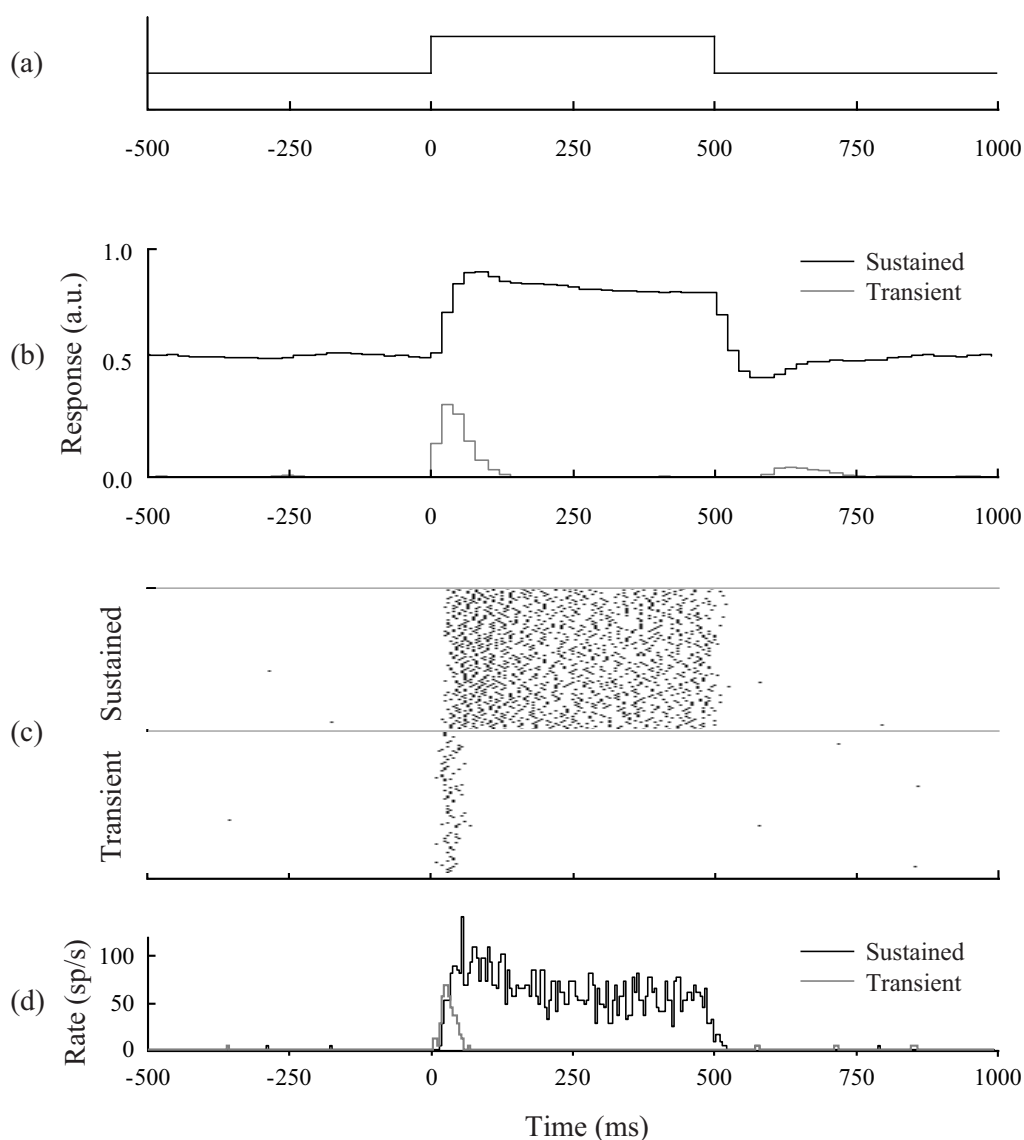 (a)
-500 -250 0 250 500 750 1000
(b)
Response (a.u.)
1.0
0.5
0.0
Sustained
Transient
-500 -250 0 250 500 750 1000
(c)
Sustained
Transient
-500 -250 0 250 500 750 1000
(d)
Rate (sp/s)
100
50
0
Sustained
Transient
-500 -250 0 250 500 750 1000
Time (ms)